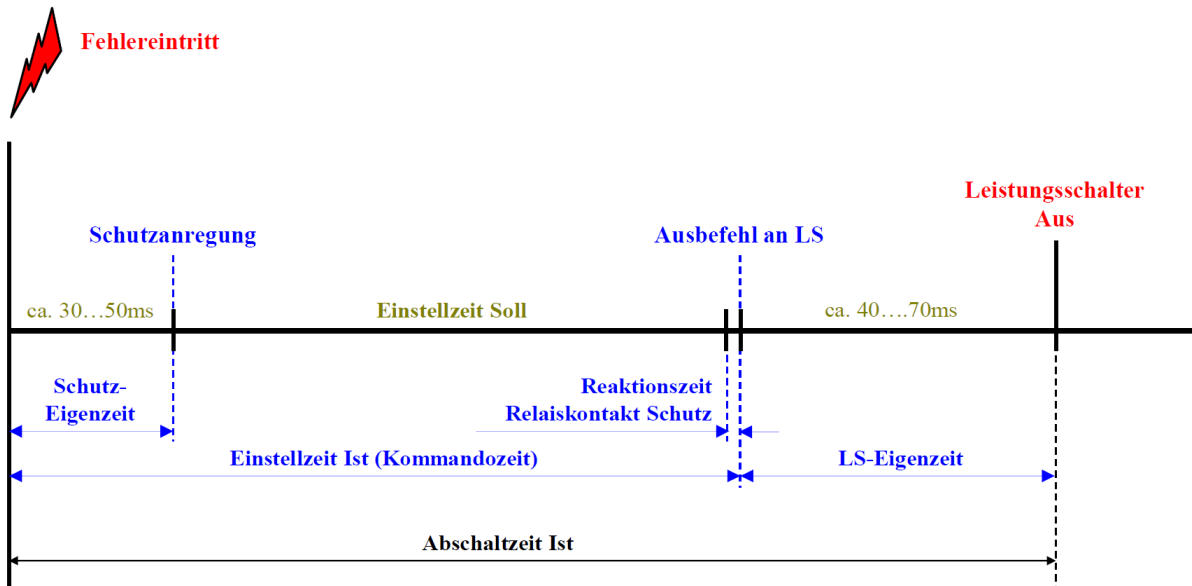 Fehlereintritt
Leistungsschalter
Aus
Schutzanregung
Ausbefehl an LS
ca. 30…50ms
Einstellzeit Soll
ca. 40….70ms
Schutz-
Eigenzeit
Reaktionszeit
Relaiskontakt Schutz
Einstellzeit Ist (Kommandozeit)
LS-Eigenzeit
Abschaltzeit Ist